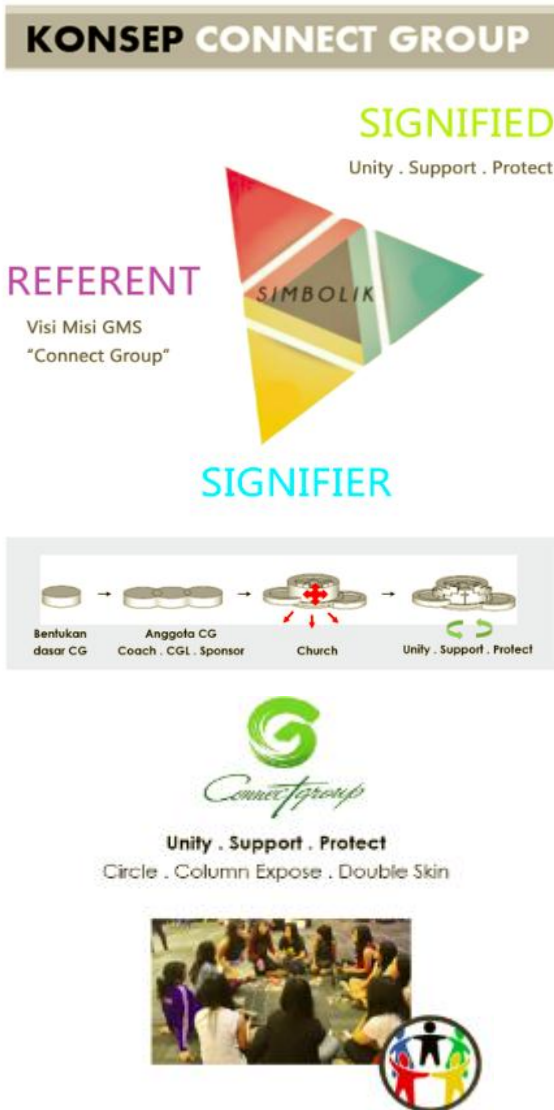 KONSEP CONNECT GROUP
SIGNIFIED
Unity . Support . Protect
REFERENT
Visi Misi GMS
"Connect Group"
SIMBOLIK
SIGNIFIER
Bentukan
dasar CG
Anggota CG
Coach . CGL . Sponsor
Church
Unity . Support . Protect
Connectgroup
Unity . Support . Protect
Circle . Column Expose . Double Skin